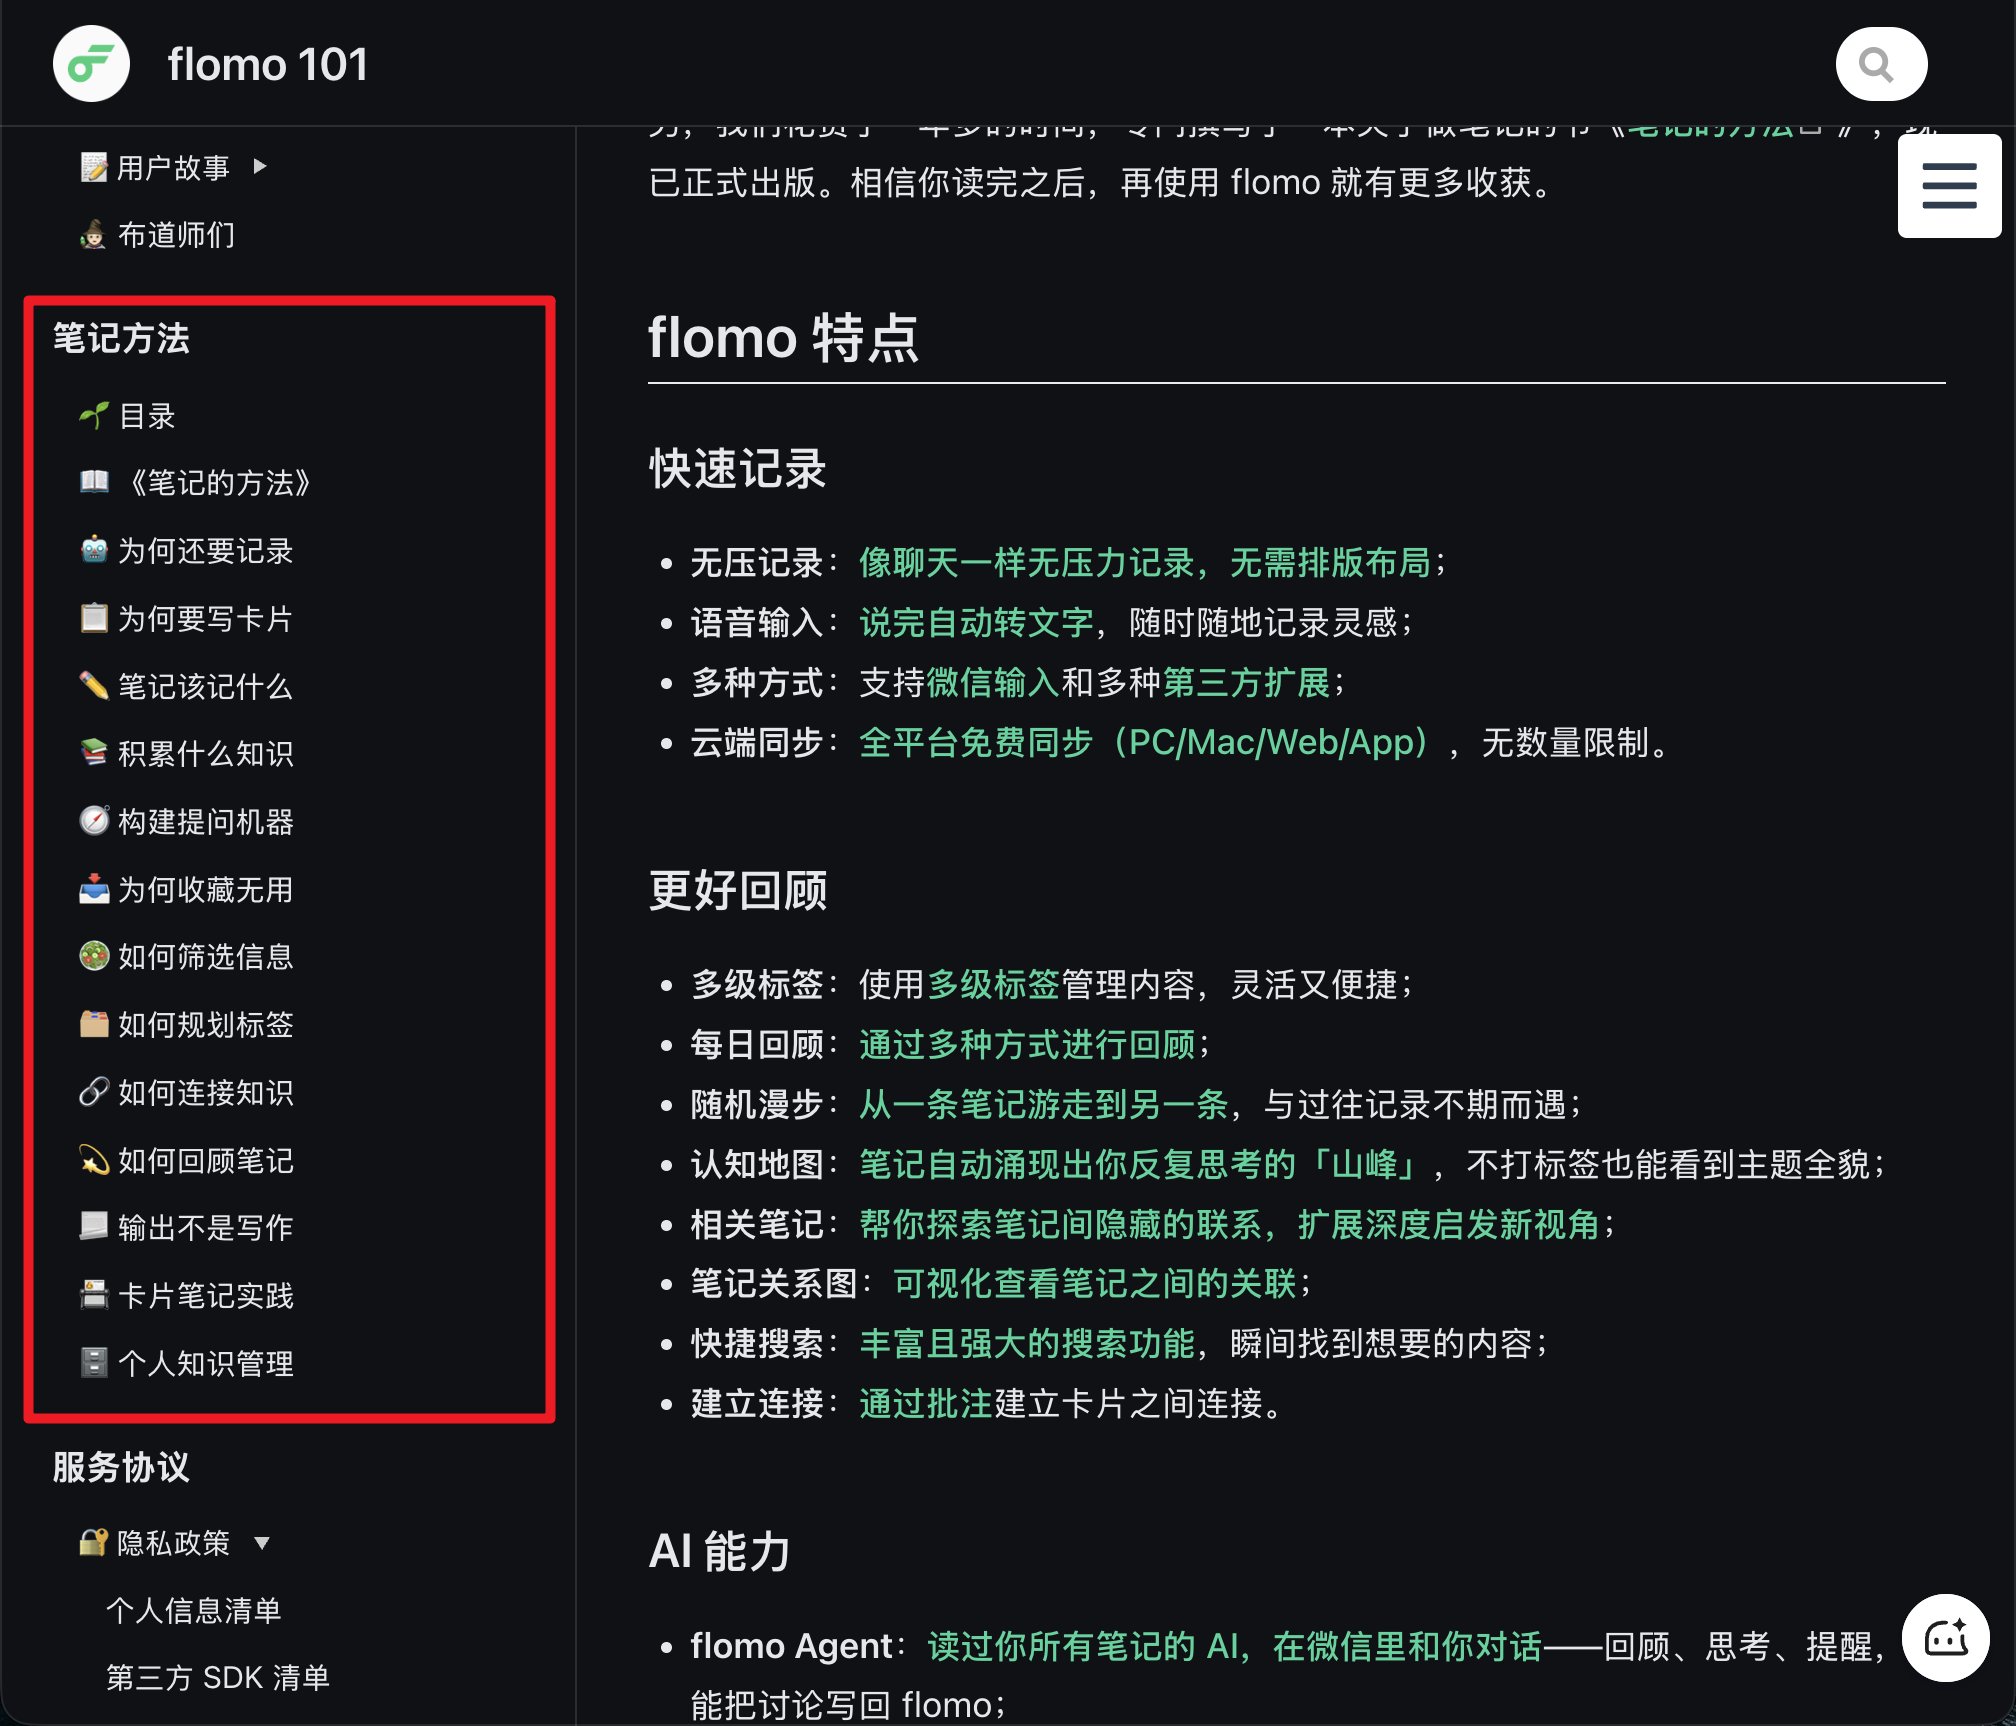 flomo 101
📝 用户故事 ▶
布道师们
笔记方法
🌱 目录
📖 《笔记的方法》
🤖 为何还要记录
📋 为何要写卡片
✏️ 笔记该记什么
📚 积累什么知识
🧭 构建提问机器
📥 为何收藏无用
🥗 如何筛选信息
🗂️ 如何规划标签
🔗 如何连接知识
💫 如何回顾笔记
📃 输出不是写作
📇 卡片笔记实践
🗄️ 个人知识管理
服务协议
🔐 隐私政策 ▼
个人信息清单
第三方 SDK 清单
已正式出版。相信你读完之后，再使用 flomo 就有更多收获。
flomo 特点
快速记录
• 无压记录：像聊天一样无压力记录，无需排版布局；
• 语音输入：说完自动转文字，随时随地记录灵感；
• 多种方式：支持微信输入和多种第三方扩展；
• 云端同步：全平台免费同步（PC/Mac/Web/App），无数量限制。
更好回顾
• 多级标签：使用多级标签管理内容，灵活又便捷；
• 每日回顾：通过多种方式进行回顾；
• 随机漫步：从一条笔记游走到另一条，与过往记录不期而遇；
• 认知地图：笔记自动涌现出你反复思考的「山峰」，不打标签也能看到主题全貌；
• 相关笔记：帮你探索笔记间隐藏的联系，扩展深度启发新视角；
• 笔记关系图：可视化查看笔记之间的关联；
• 快捷搜索：丰富且强大的搜索功能，瞬间找到想要的内容；
• 建立连接：通过批注建立卡片之间连接。
AI 能力
• flomo Agent：读过你所有笔记的 AI，在微信里和你对话——回顾、思考、提醒，
能把讨论写回 flomo；